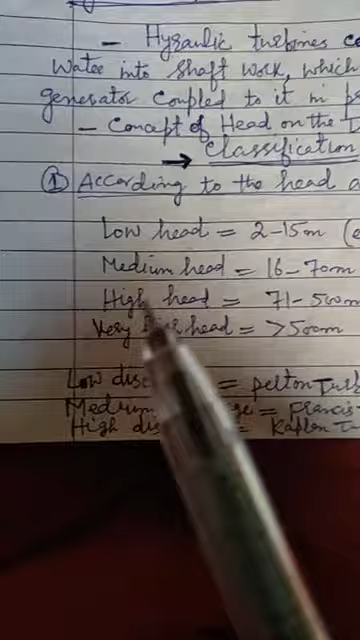 - Hydraulic turbines
Water into shaft work, which
generator coupled to it in
- Concept of Head on the
→ Classification
① According to the head
Low head = 2-15m
Medium head = 16-70m
High head = 71-500m
Very head = >500m
Low = pelton
Medium = Francis
High = Kaplan